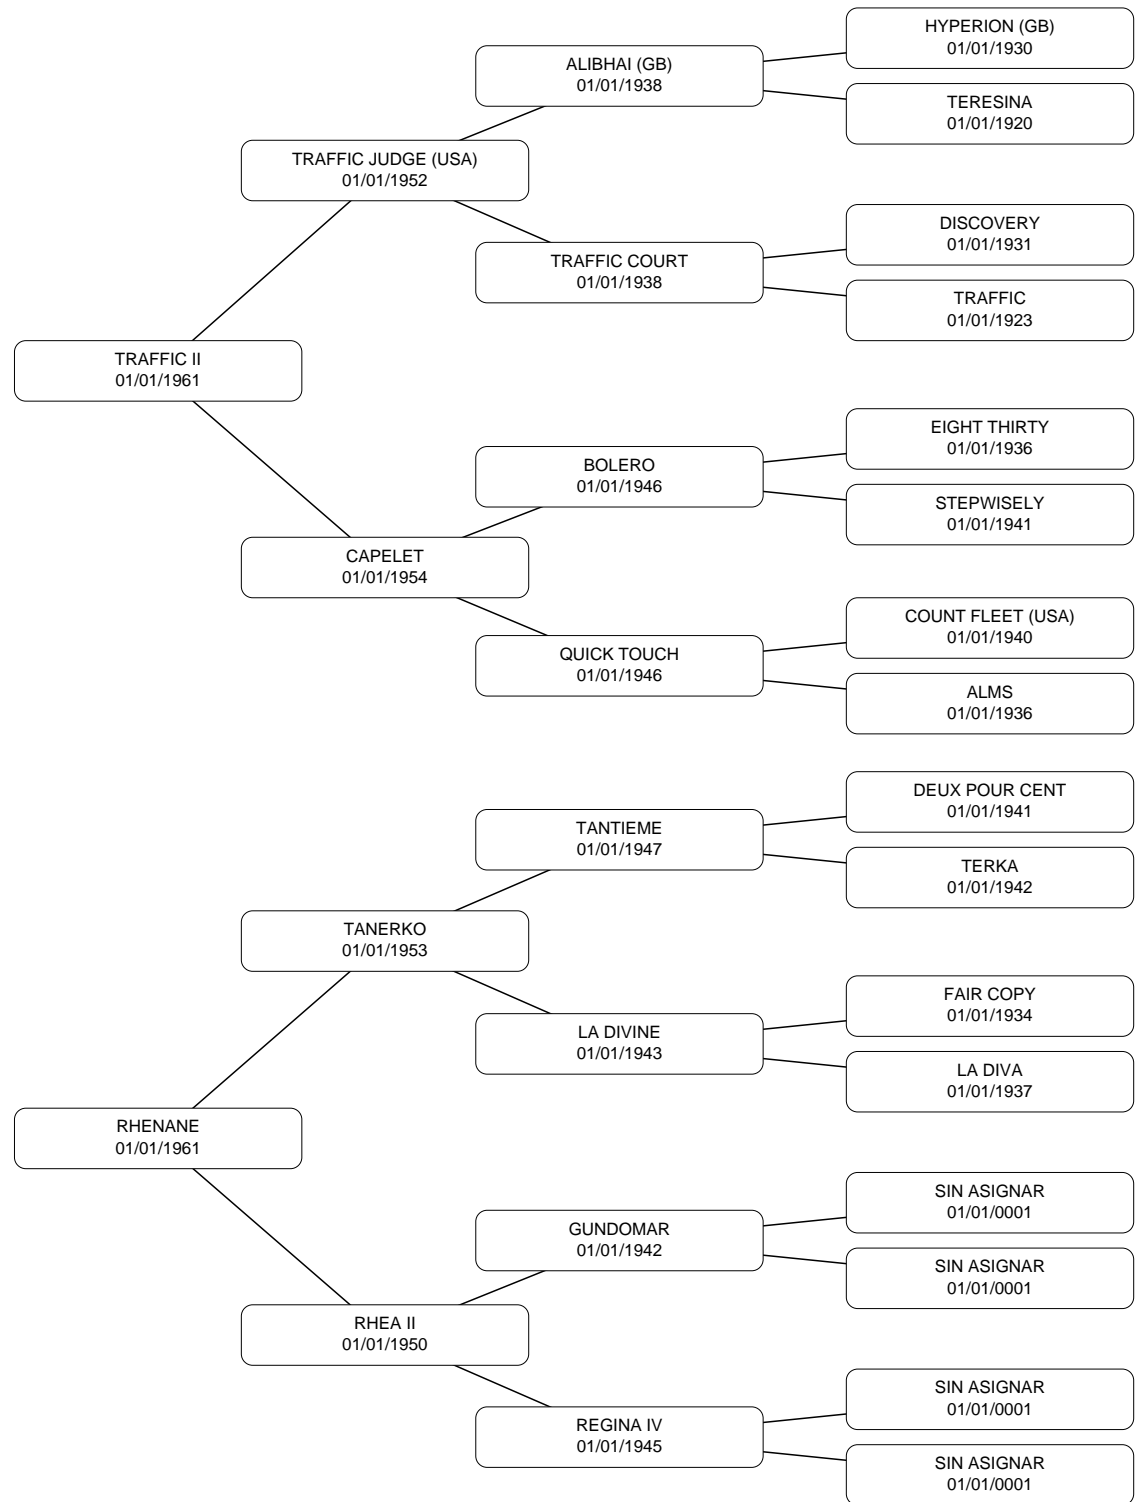 HYPERION (GB)
01/01/1930
ALIBHAI (GB)
01/01/1938
TERESINA
01/01/1920
TRAFFIC JUDGE (USA)
01/01/1952
DISCOVERY
01/01/1931
TRAFFIC COURT
01/01/1938
TRAFFIC
01/01/1923
TRAFFIC II
01/01/1961
EIGHT THIRTY
01/01/1936
BOLERO
01/01/1946
STEPWISELY
01/01/1941
CAPELET
01/01/1954
COUNT FLEET (USA)
01/01/1940
QUICK TOUCH
01/01/1946
ALMS
01/01/1936
DEUX POUR CENT
01/01/1941
TANTIEME
01/01/1947
TERKA
01/01/1942
TANERKO
01/01/1953
FAIR COPY
01/01/1934
LA DIVINE
01/01/1943
LA DIVA
01/01/1937
RHENANE
01/01/1961
SIN ASIGNAR
01/01/0001
GUNDOMAR
01/01/1942
SIN ASIGNAR
01/01/0001
RHEA II
01/01/1950
SIN ASIGNAR
01/01/0001
REGINA IV
01/01/1945
SIN ASIGNAR
01/01/0001